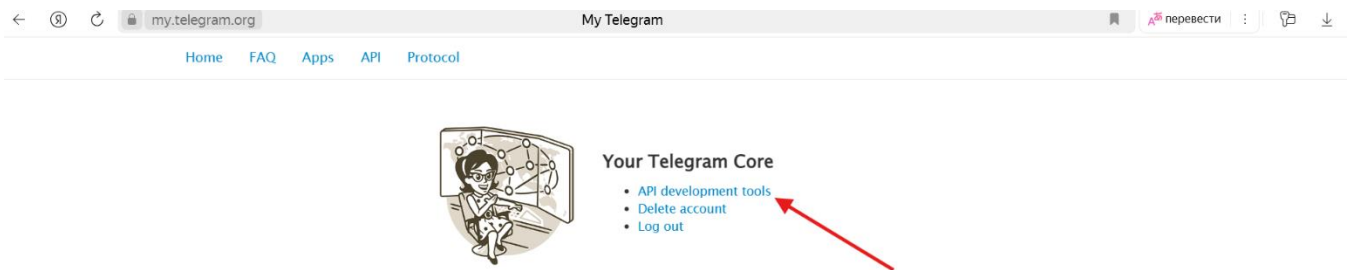 my.telegram.org My Telegram перевести
Home FAQ Apps API Protocol
Your Telegram Core
• API development tools
• Delete account
• Log out